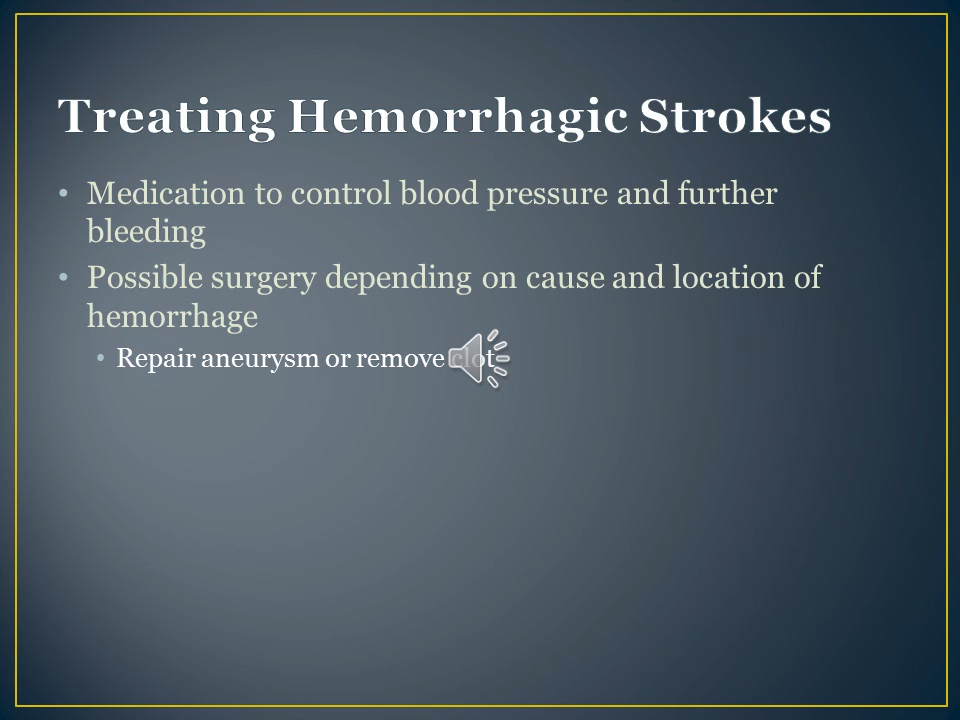 Treating Hemorrhagic Strokes
• Medication to control blood pressure and further
bleeding
• Possible surgery depending on cause and location of
hemorrhage
• Repair aneurysm or remove clot